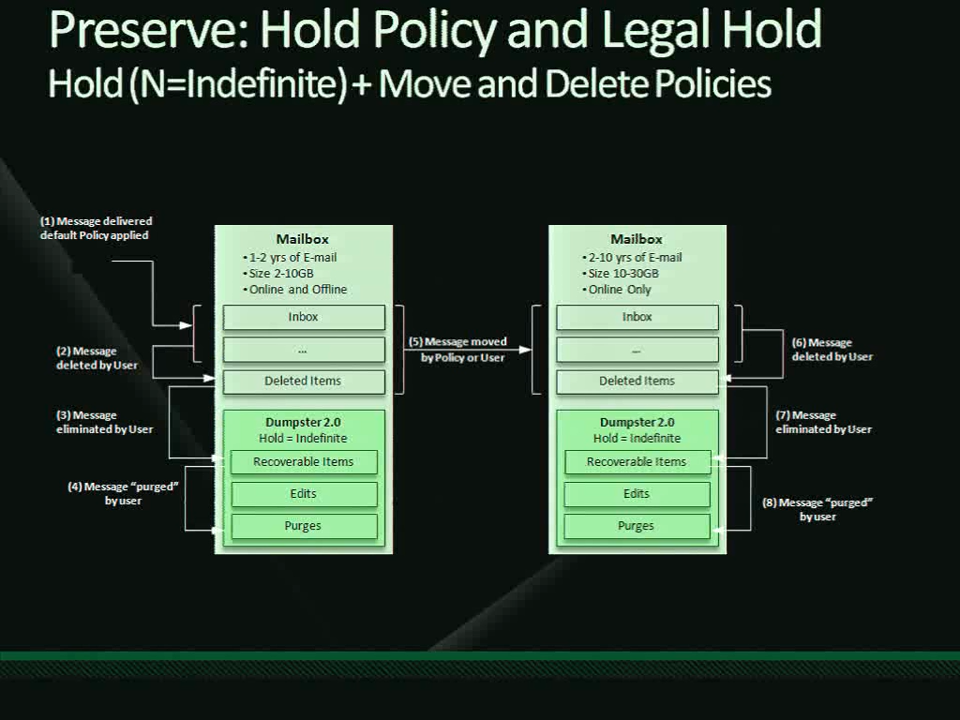 Preserve: Hold Policy and Legal Hold
Hold (N=Indefinite) + Move and Delete Policies
(1) Message delivered
default Policy applied
(2) Message
deleted by User
(3) Message
eliminated by User
(4) Message “purged”
by user
Mailbox
•1-2 yrs of E-mail
•Size 2-10GB
•Online and Offline
Inbox
...
Deleted Items
Dumpster 2.0
Hold = Indefinite
Recoverable Items
Edits
Purges
(5) Message moved
by Policy or User
Mailbox
•2-10 yrs of E-mail
•Size 10-30GB
•Online Only
Inbox
...
Deleted Items
Dumpster 2.0
Hold = Indefinite
Recoverable Items
Edits
Purges
(6) Message
deleted by User
(7) Message
eliminated by User
(8) Message “purged”
by user